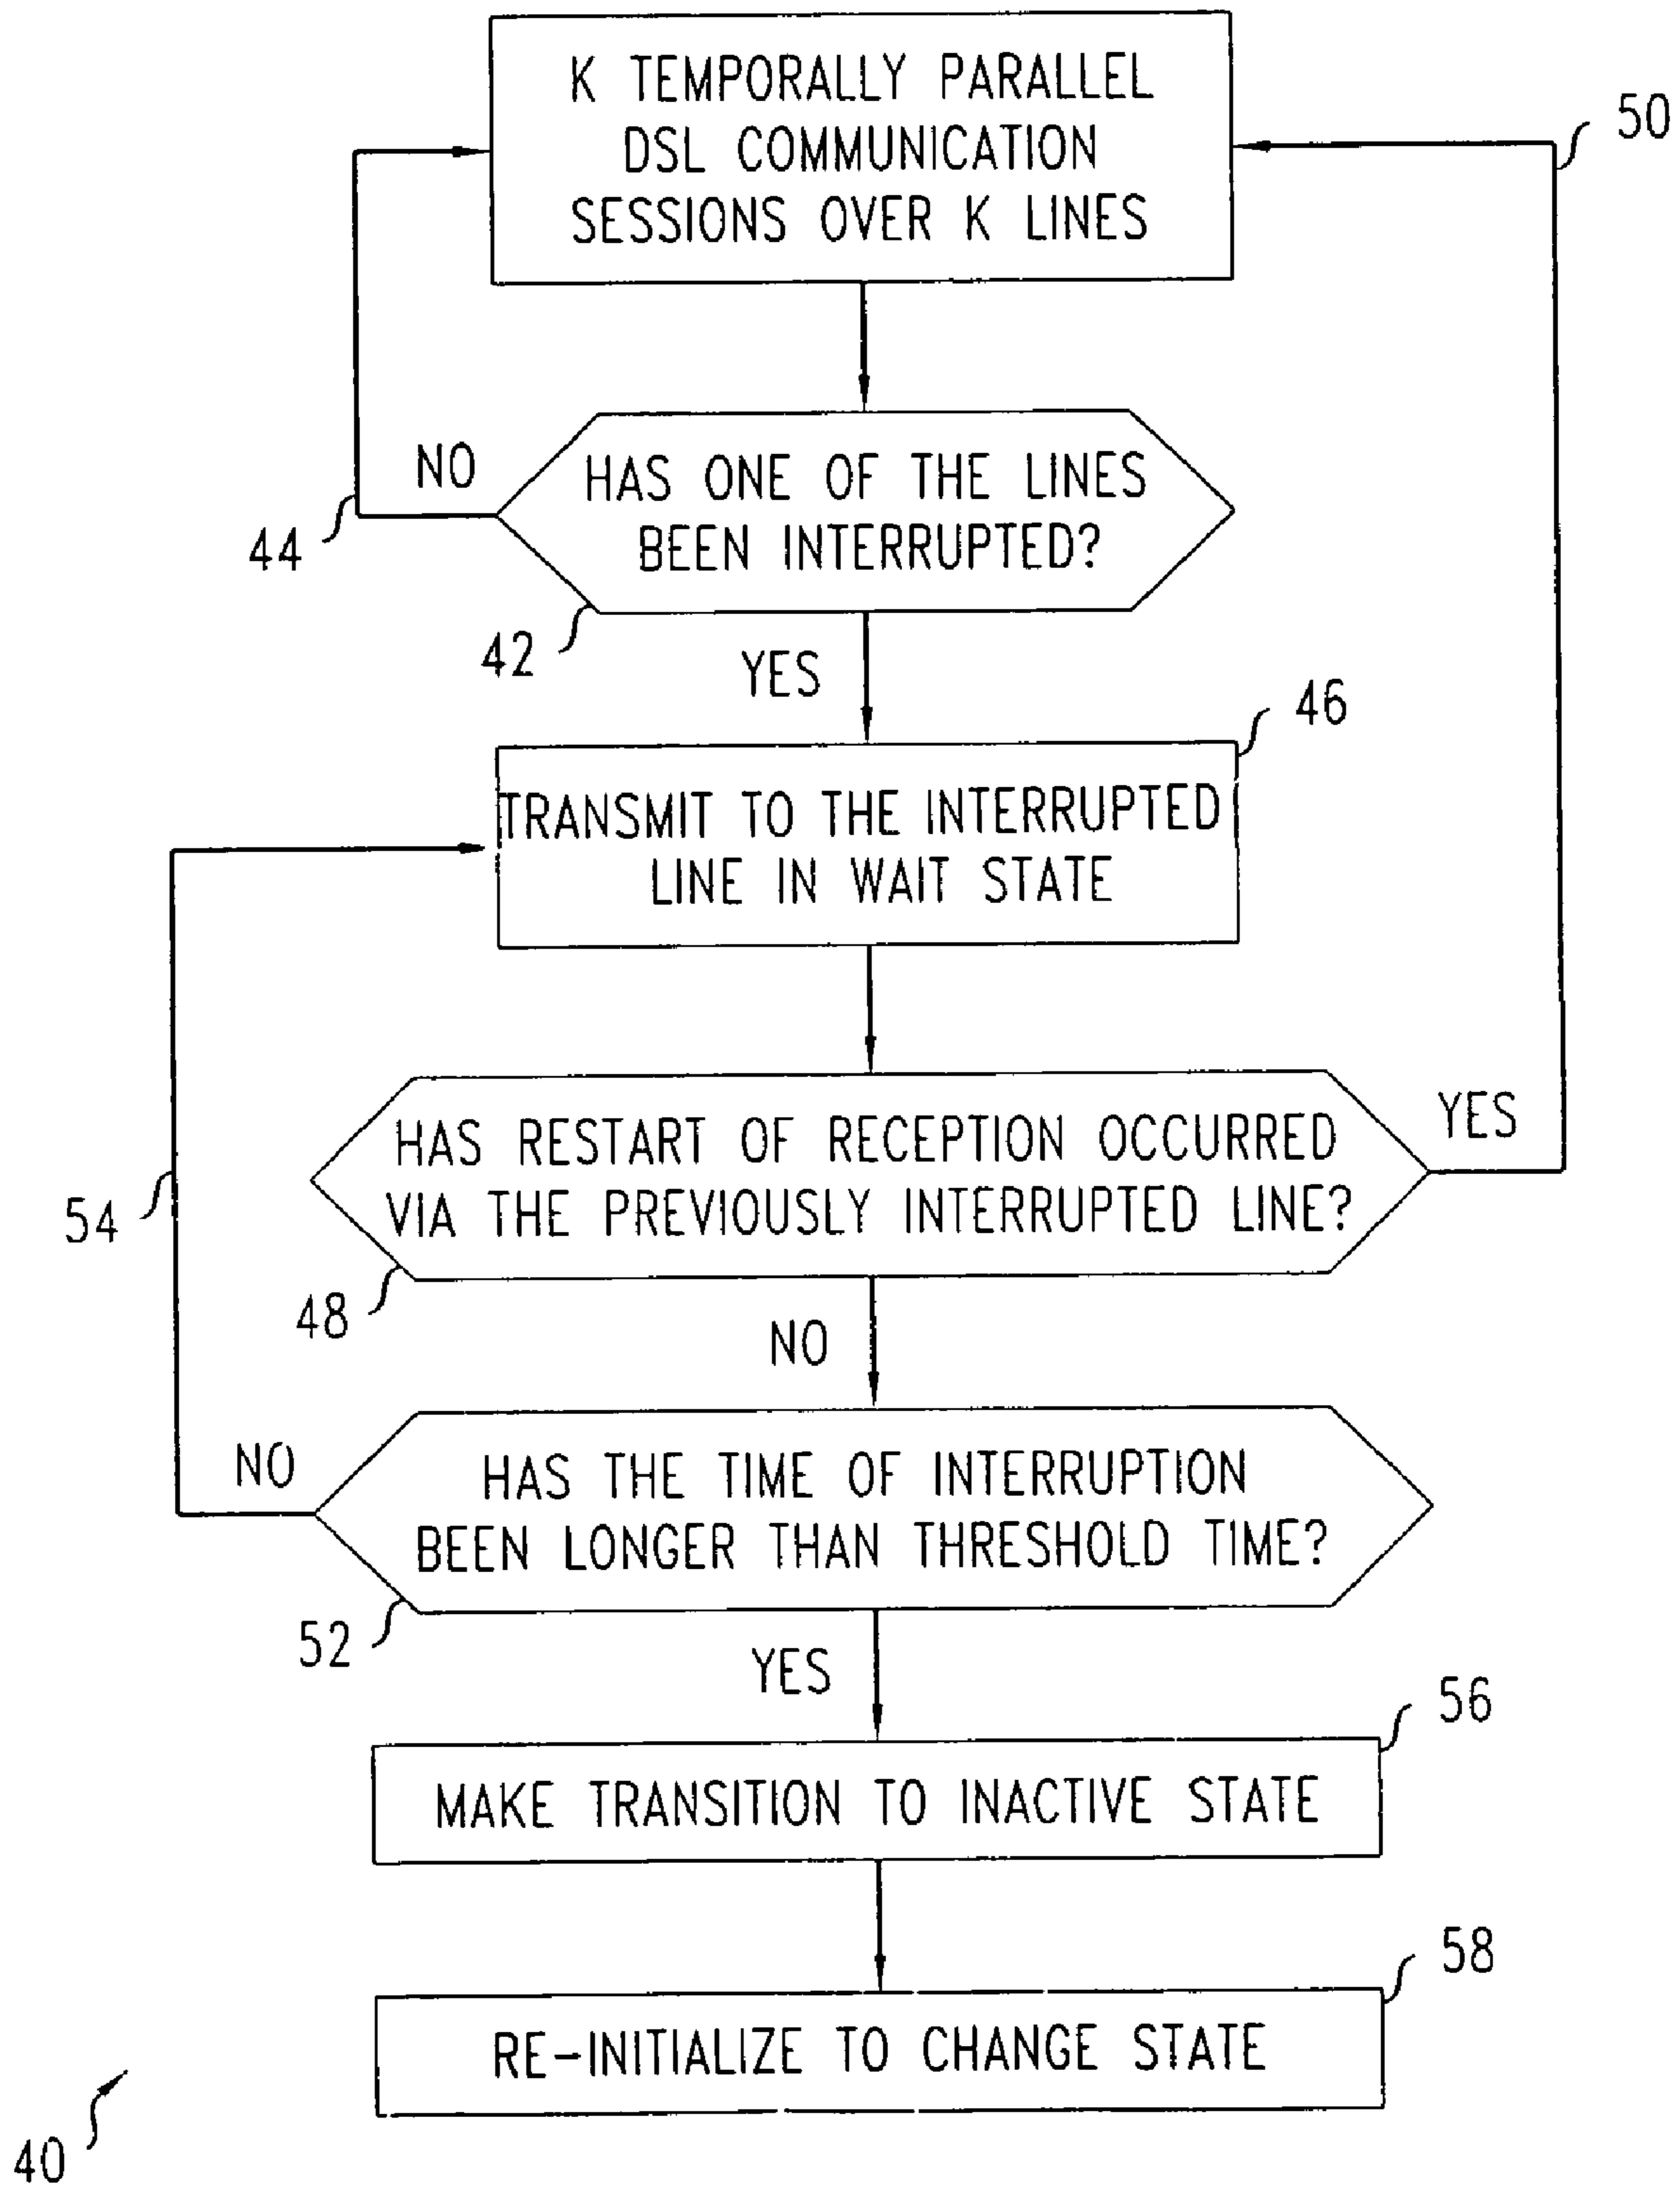 K TEMPORALLY PARALLEL
DSL COMMUNICATION
SESSIONS OVER K LINES
50
NO
44
HAS ONE OF THE LINES
BEEN INTERRUPTED?
42
YES
46
TRANSMIT TO THE INTERRUPTED
LINE IN WAIT STATE
54
HAS RESTART OF RECEPTION OCCURRED
VIA THE PREVIOUSLY INTERRUPTED LINE?
YES
48
NO
NO
HAS THE TIME OF INTERRUPTION
BEEN LONGER THAN THRESHOLD TIME?
52
YES
56
MAKE TRANSITION TO INACTIVE STATE
58
RE-INITIALIZE TO CHANGE STATE
40